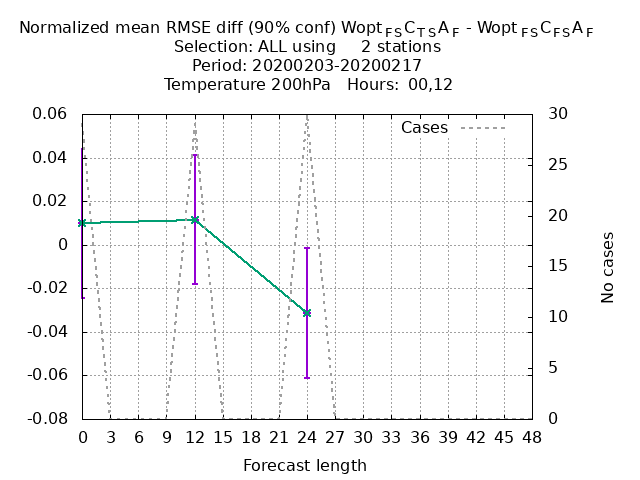 Normalized mean RMSE diff (90% conf) Wopt FS C T S A F - Wopt FS C F S A F
Selection: ALL using 2 stations
Period: 20200203-20200217
Temperature 200hPa Hours: 00,12
Cases
0.06
0.04
0.02
0
-0.02
-0.04
-0.06
-0.08
30
25
20
15
10
5
0
No cases
0 3 6 9 12 15 18 21 24 27 30 33 36 39 42 45 48
Forecast length